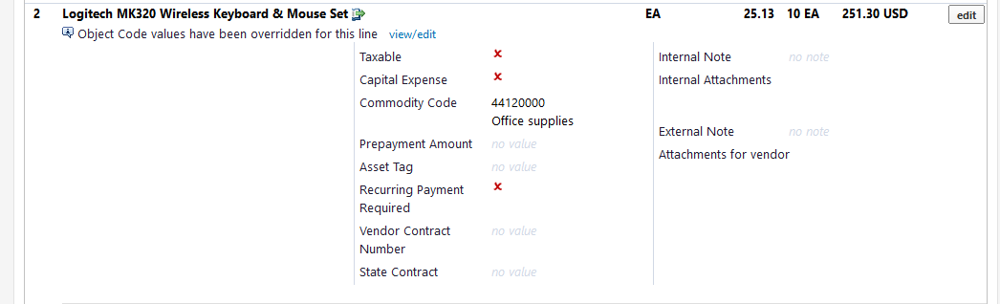 2 Logitech MK320 Wireless Keyboard & Mouse Set EA 25.13 10 EA 251.30 USD edit
Object Code values have been overridden for this line view/edit
Taxable
Capital Expense
Commodity Code 44120000
Office supplies
Prepayment Amount no value
Asset Tag no value
Recurring Payment
Required
Vendor Contract no value
Number
State Contract no value
Internal Note no note
Internal Attachments
External Note no note
Attachments for vendor